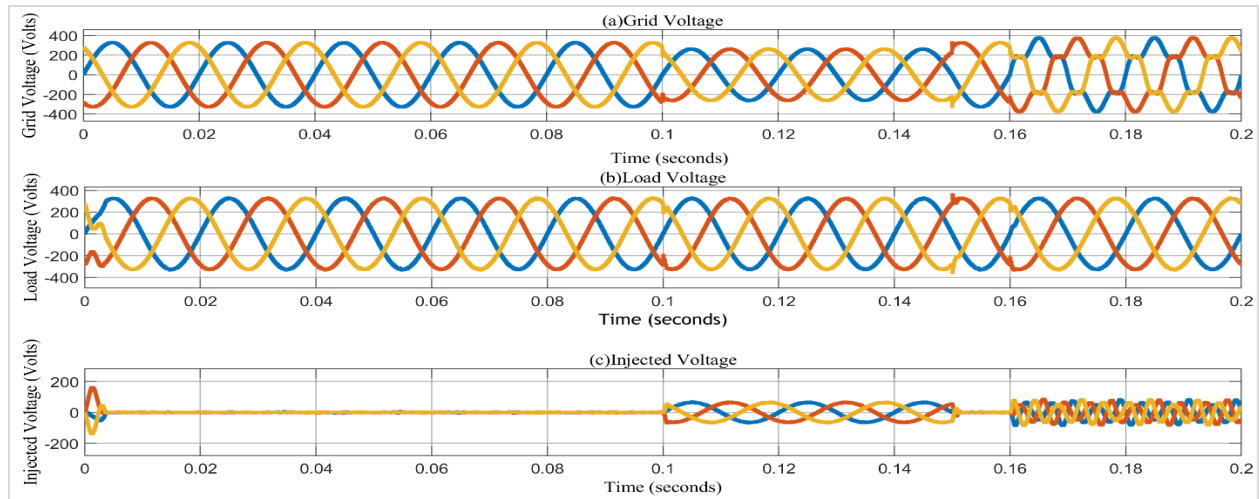 (a)Grid Voltage
Grid Voltage (Volts)
400
200
0
-200
-400
0 0.02 0.04 0.06 0.08 0.1 0.12 0.14 0.16 0.18 0.2
Time (seconds)
(b)Load Voltage
Load Voltage (Volts)
400
200
0
-200
-400
0 0.02 0.04 0.06 0.08 0.1 0.12 0.14 0.16 0.18 0.2
Time (seconds)
(c)Injected Voltage
Injected Voltage (Volts)
200
0
-200
0 0.02 0.04 0.06 0.08 0.1 0.12 0.14 0.16 0.18 0.2
Time (seconds)